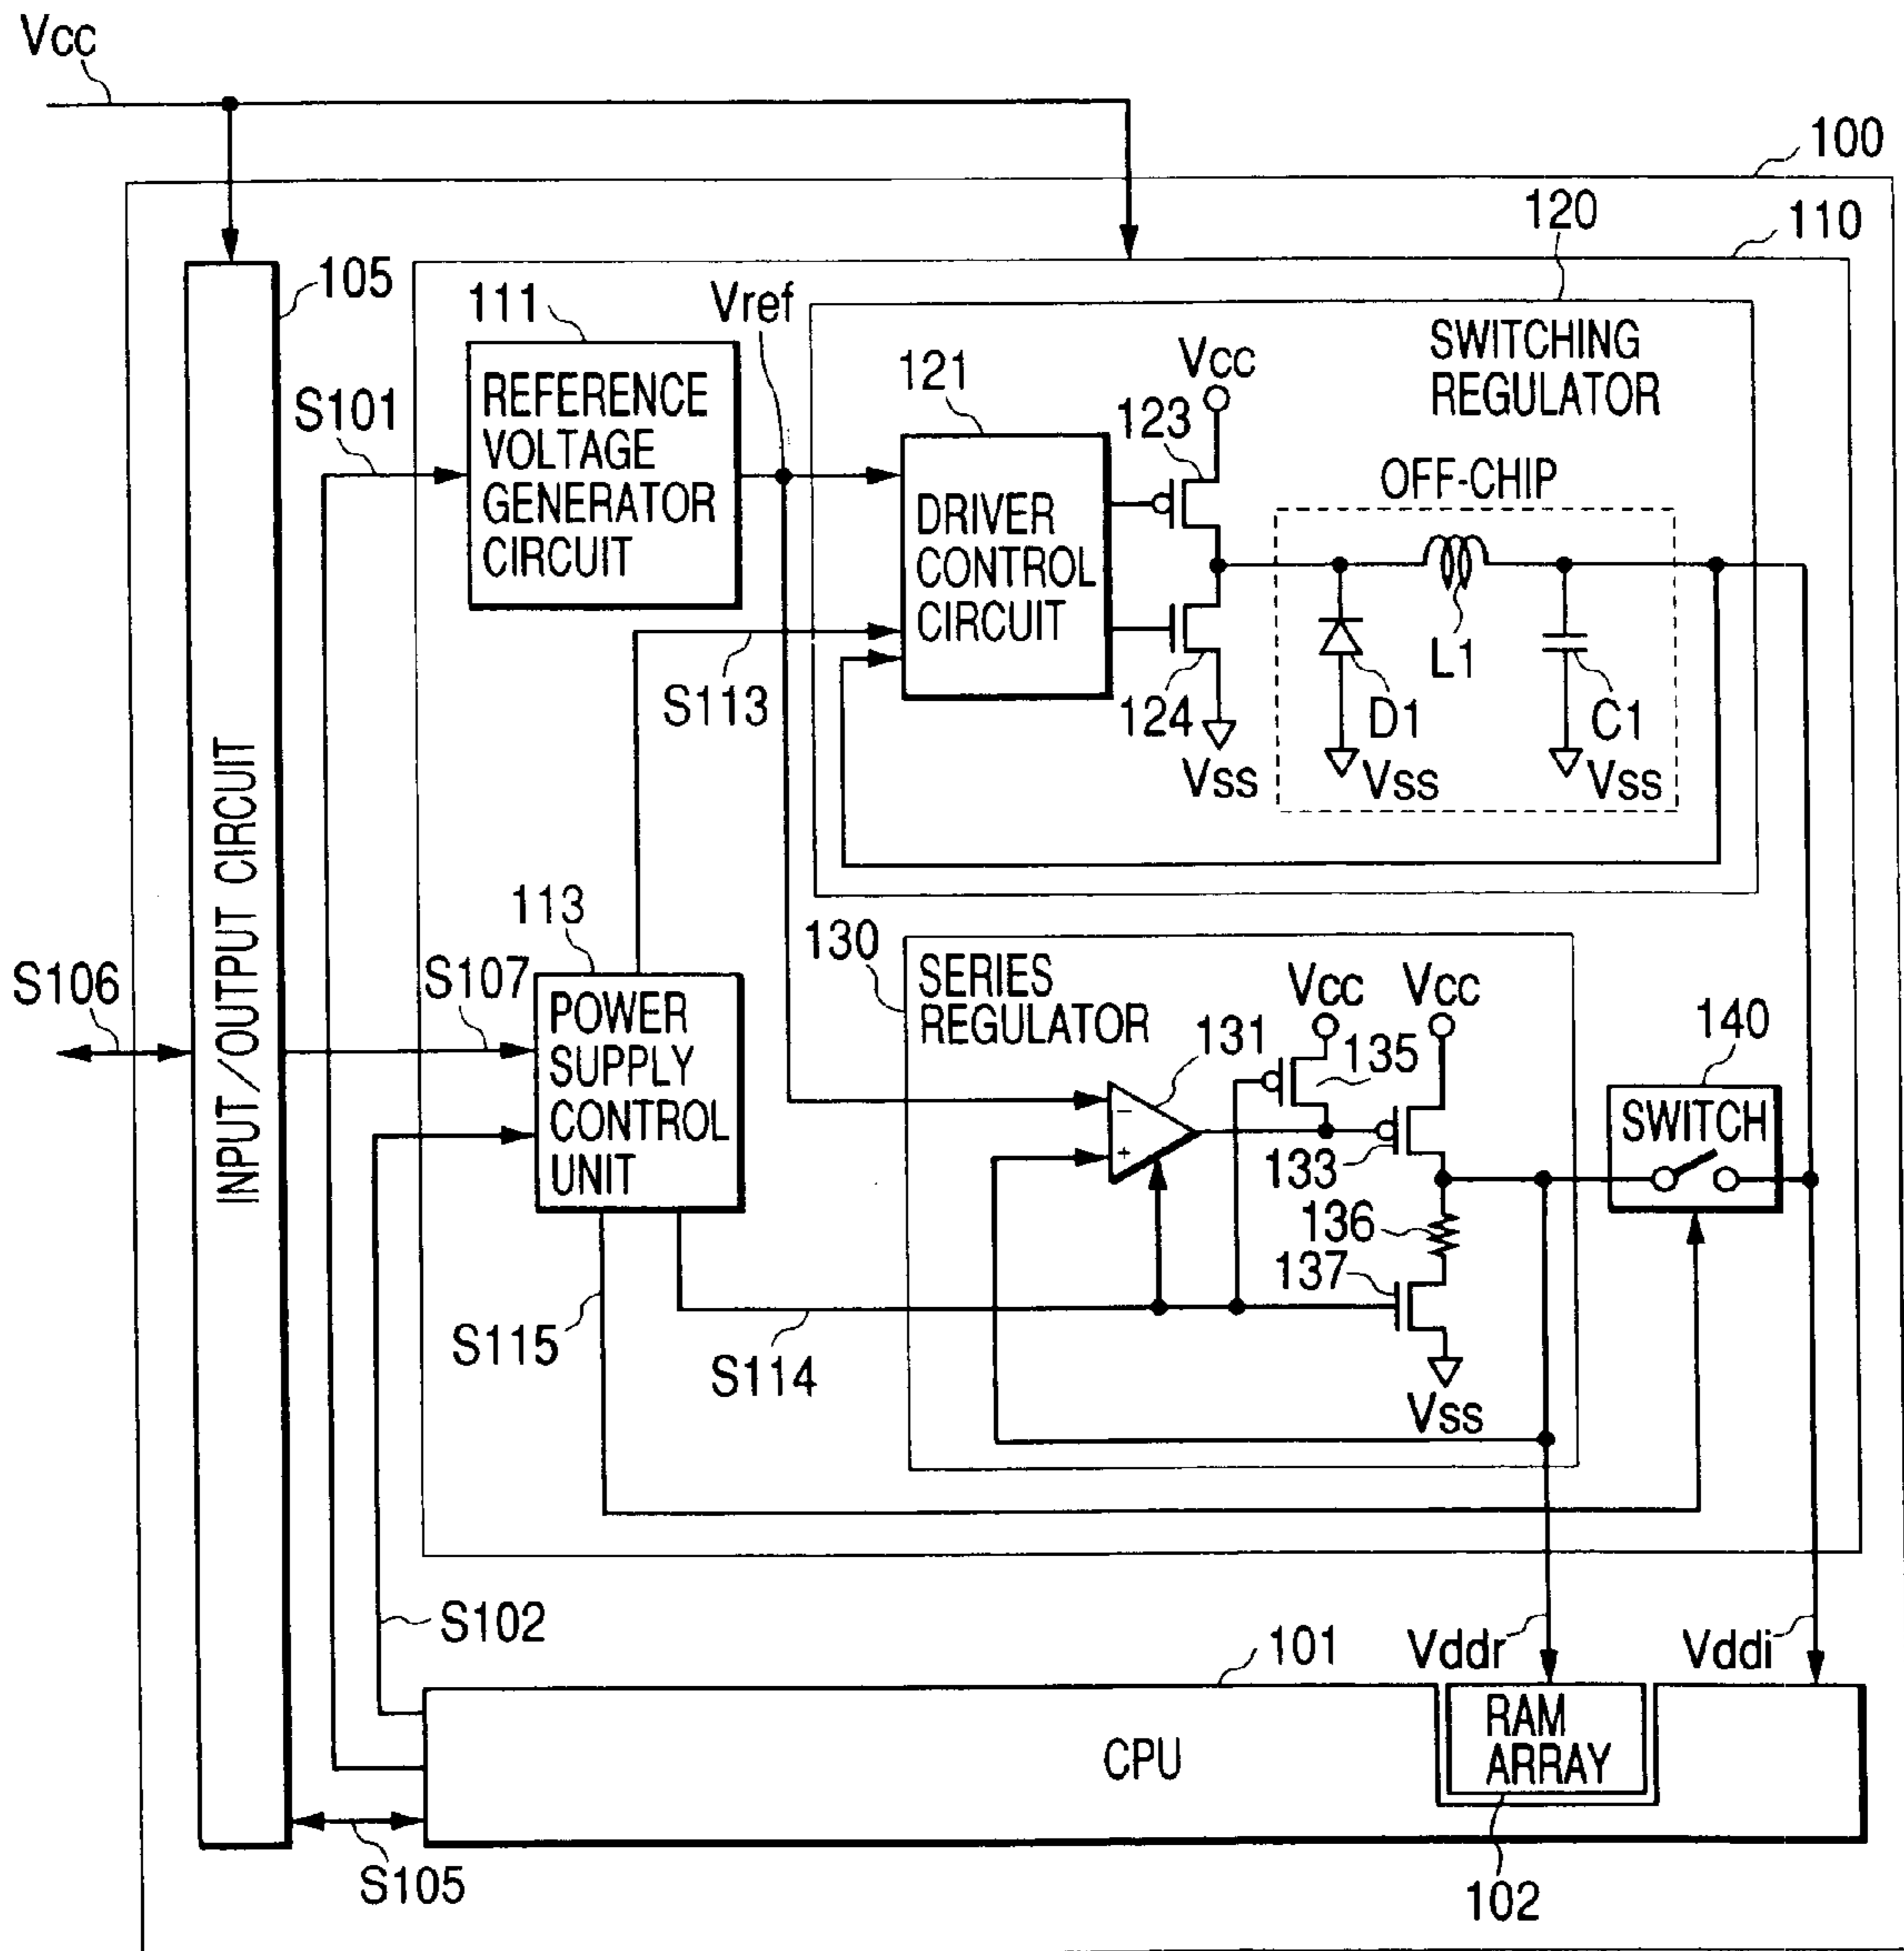 Vcc
100
120
110
105
111
Vref
SWITCHING
REGULATOR
Vcc
121
123
S101
REFERENCE
VOLTAGE
GENERATOR
CIRCUIT
OFF-CHIP
DRIVER
CONTROL
CIRCUIT
L1
S113
124
D1
C1
Vss
Vss
Vss
INPUT/OUTPUT CIRCUIT
113
130
S107
S106
SERIES
REGULATOR
Vcc
Vcc
POWER
SUPPLY
CONTROL
UNIT
131
135
140
−
+
SWITCH
133
136
137
S115
S114
Vss
S102
101
Vddr
Vddi
RAM
ARRAY
CPU
S105
102